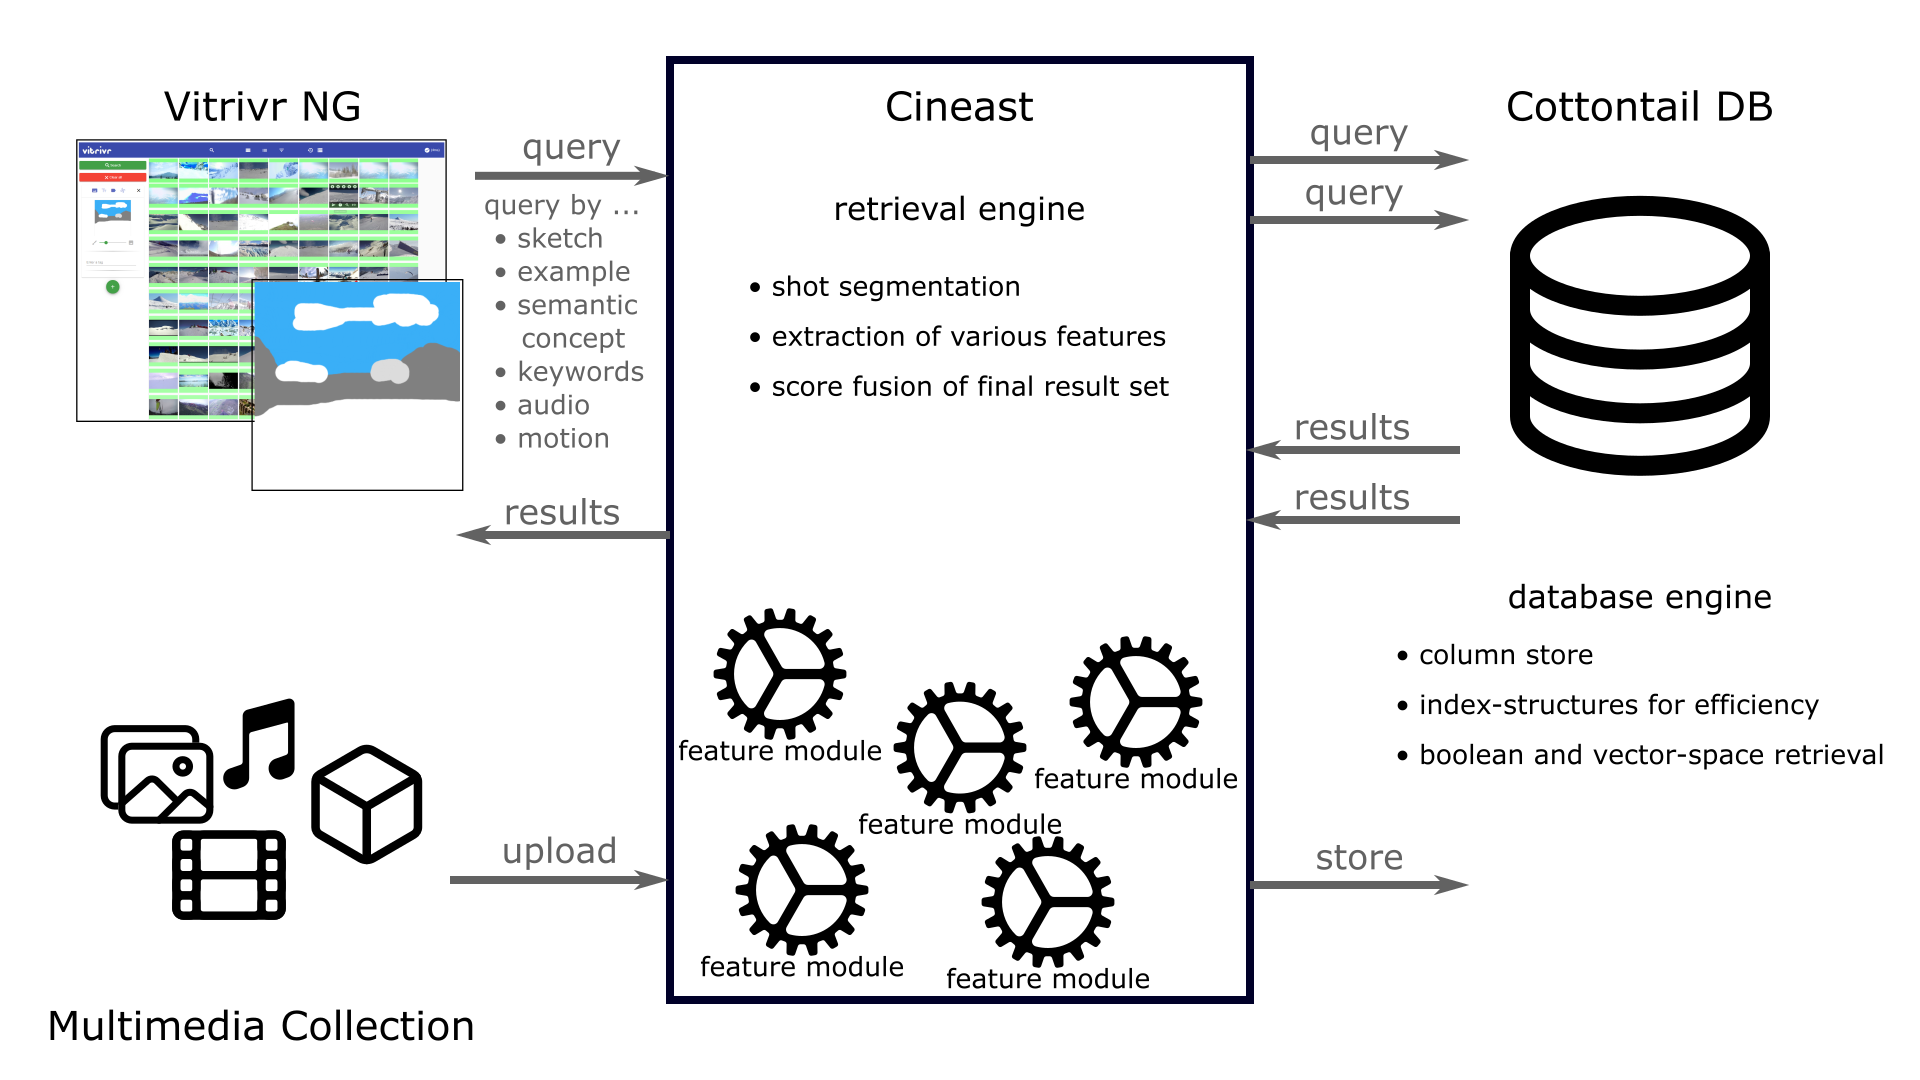 Vitrivr NG
vitrivr
Search
query
query by ...
• sketch
• example
• semantic
concept
• keywords
• audio
• motion
results
Multimedia Collection
upload
Cineast
retrieval engine
• shot segmentation
• extraction of various features
• score fusion of final result set
feature module
feature module
feature module
feature module
feature module
Cottontail DB
query
query
results
results
database engine
• column store
• index-structures for efficiency
• boolean and vector-space retrieval
store